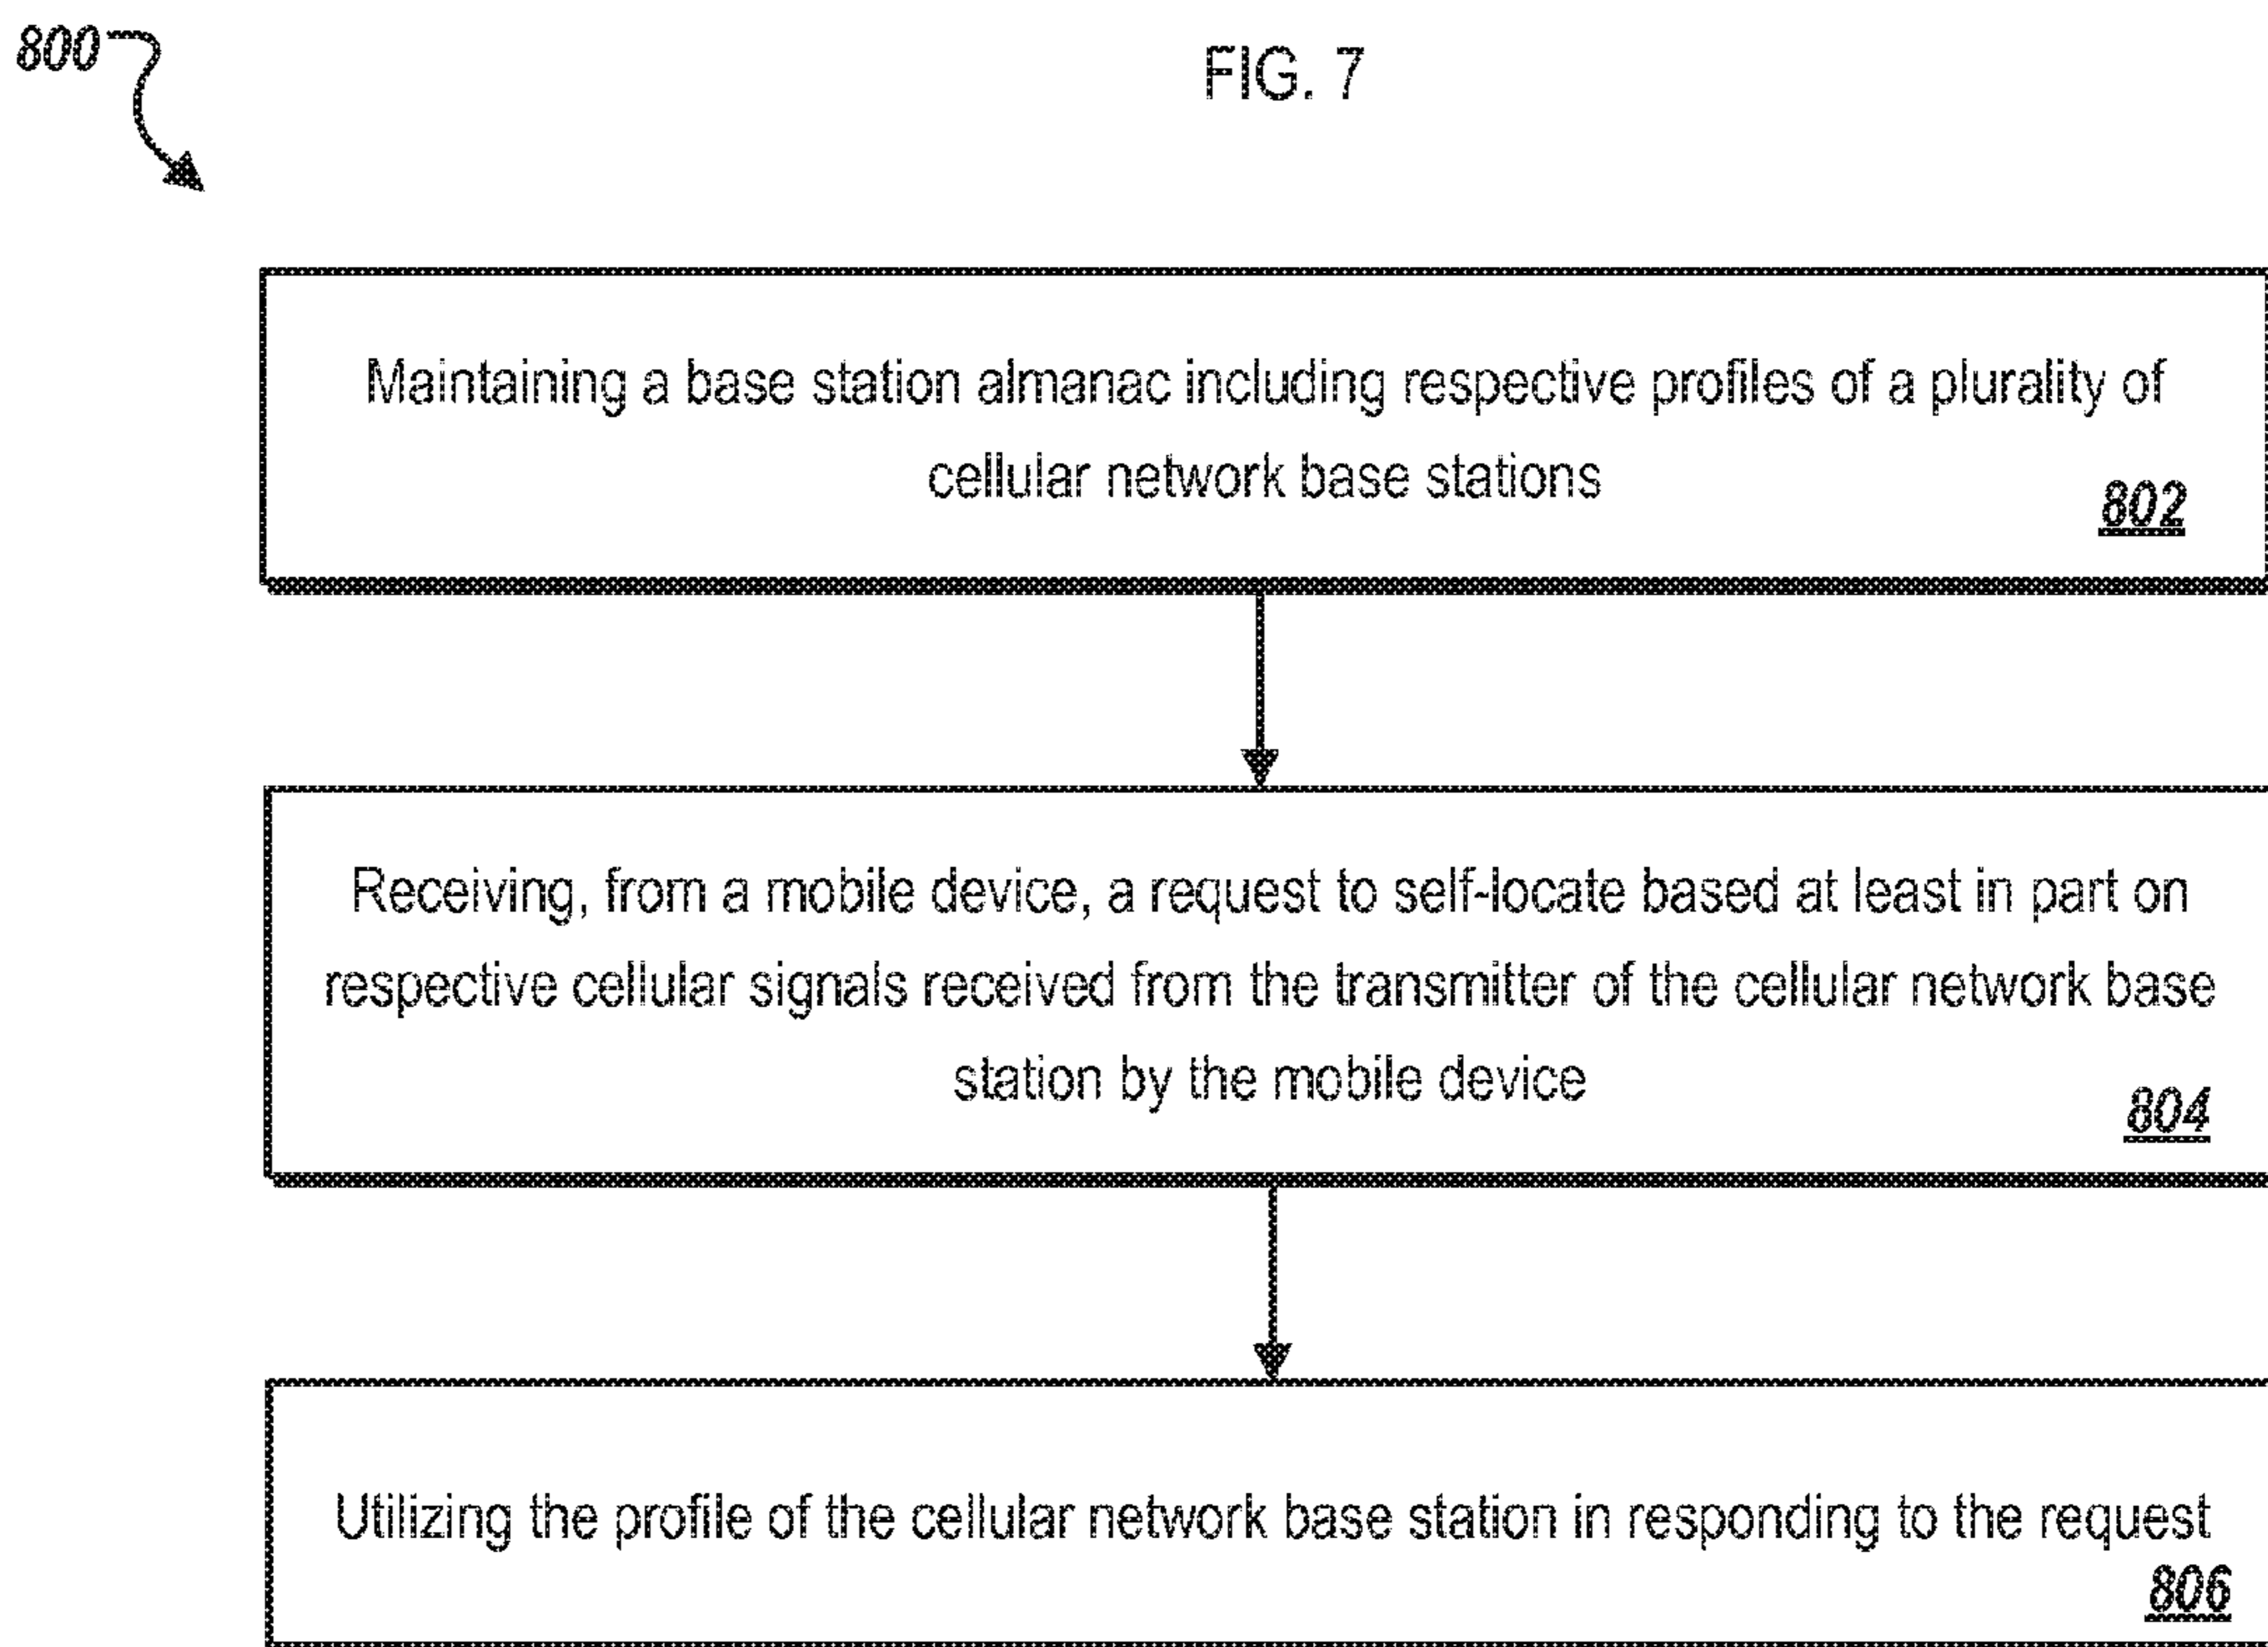 800
FIG. 7
Maintaining a base station almanac including respective profiles of a plurality of
cellular network base stations
802
Receiving, from a mobile device, a request to self-locate based at least in part on
respective cellular signals received from the transmitter of the cellular network base
station by the mobile device
804
Utilizing the profile of the cellular network base station in responding to the request
806